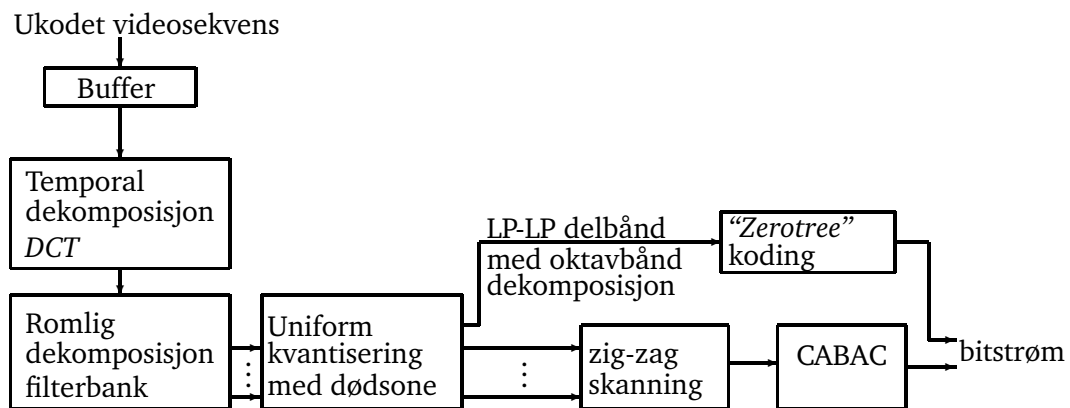 Ukodet videosekvens
Buffer
Temporal
dekomposisjon
DCT
LP-LP delbånd
med oktavbånd
dekomposisjon
“Zerotree”
koding
Romlig
dekomposisjon
filterbank
Uniform
kvantisering
med dødsone
zig-zag
skanning
CABAC
bitstrøm